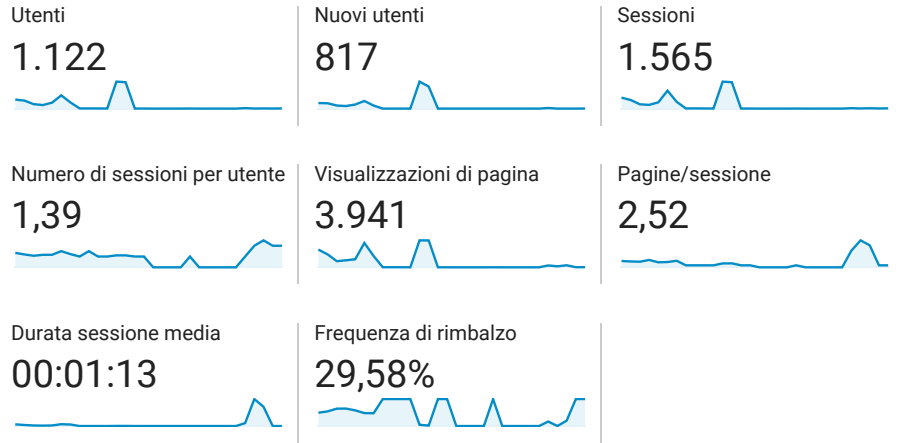 Utenti
1.122
Nuovi utenti
817
Sessioni
1.565
Numero di sessioni per utente
1,39
Visualizzazioni di pagina
3.941
Pagine/sessione
2,52
Durata sessione media
00:01:13
Frequenza di rimbalzo
29,58%